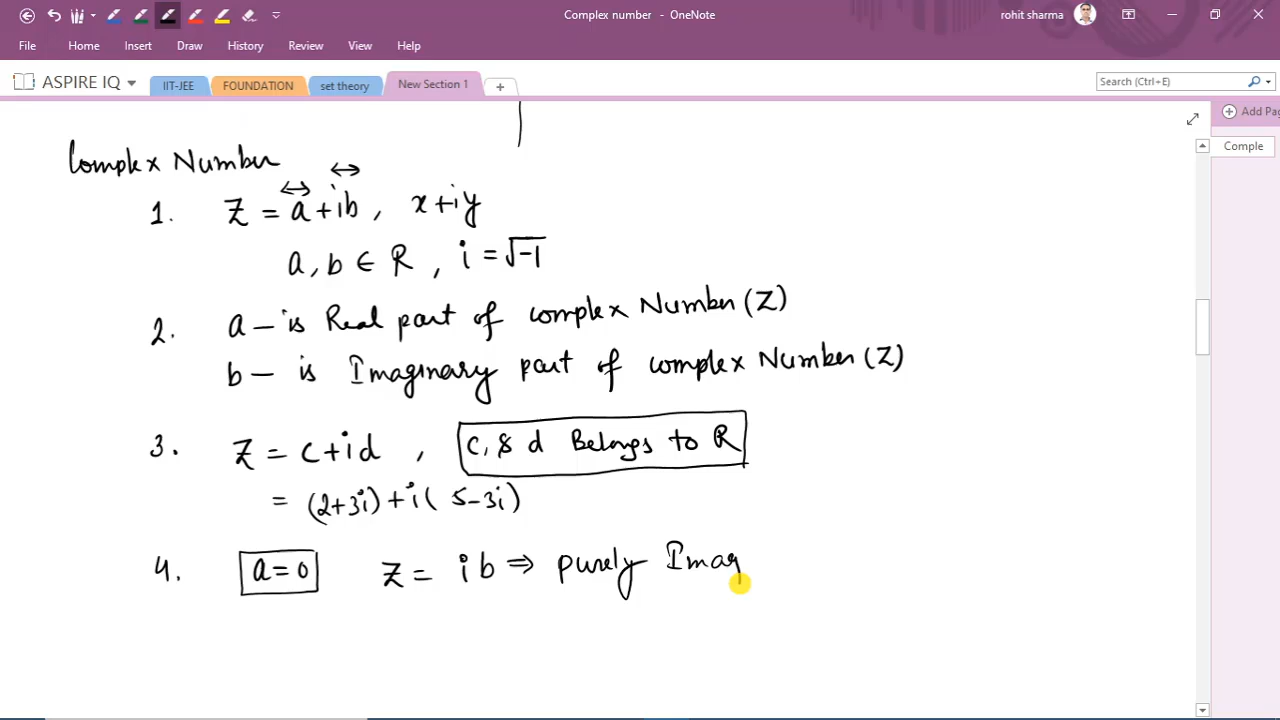 Complex number - OneNote
rohit sharma
File Home Insert Draw History Review View Help
ASPIRE IQ IIT-JEE FOUNDATION set theory New Section 1 +
Search (Ctrl+E)
Add Pag
Comple
Complex Number
1. Z = a+ib, x+iy
a, b ∈ R, i = √-1
2. a – is Real part of complex Number (Z)
b – is Imaginary part of complex Number (Z)
3. Z = c+id, C, & d Belongs to R
= (2+3i)+i( 5-3i)
4. a=0 Z = ib ⇒ purely Imag